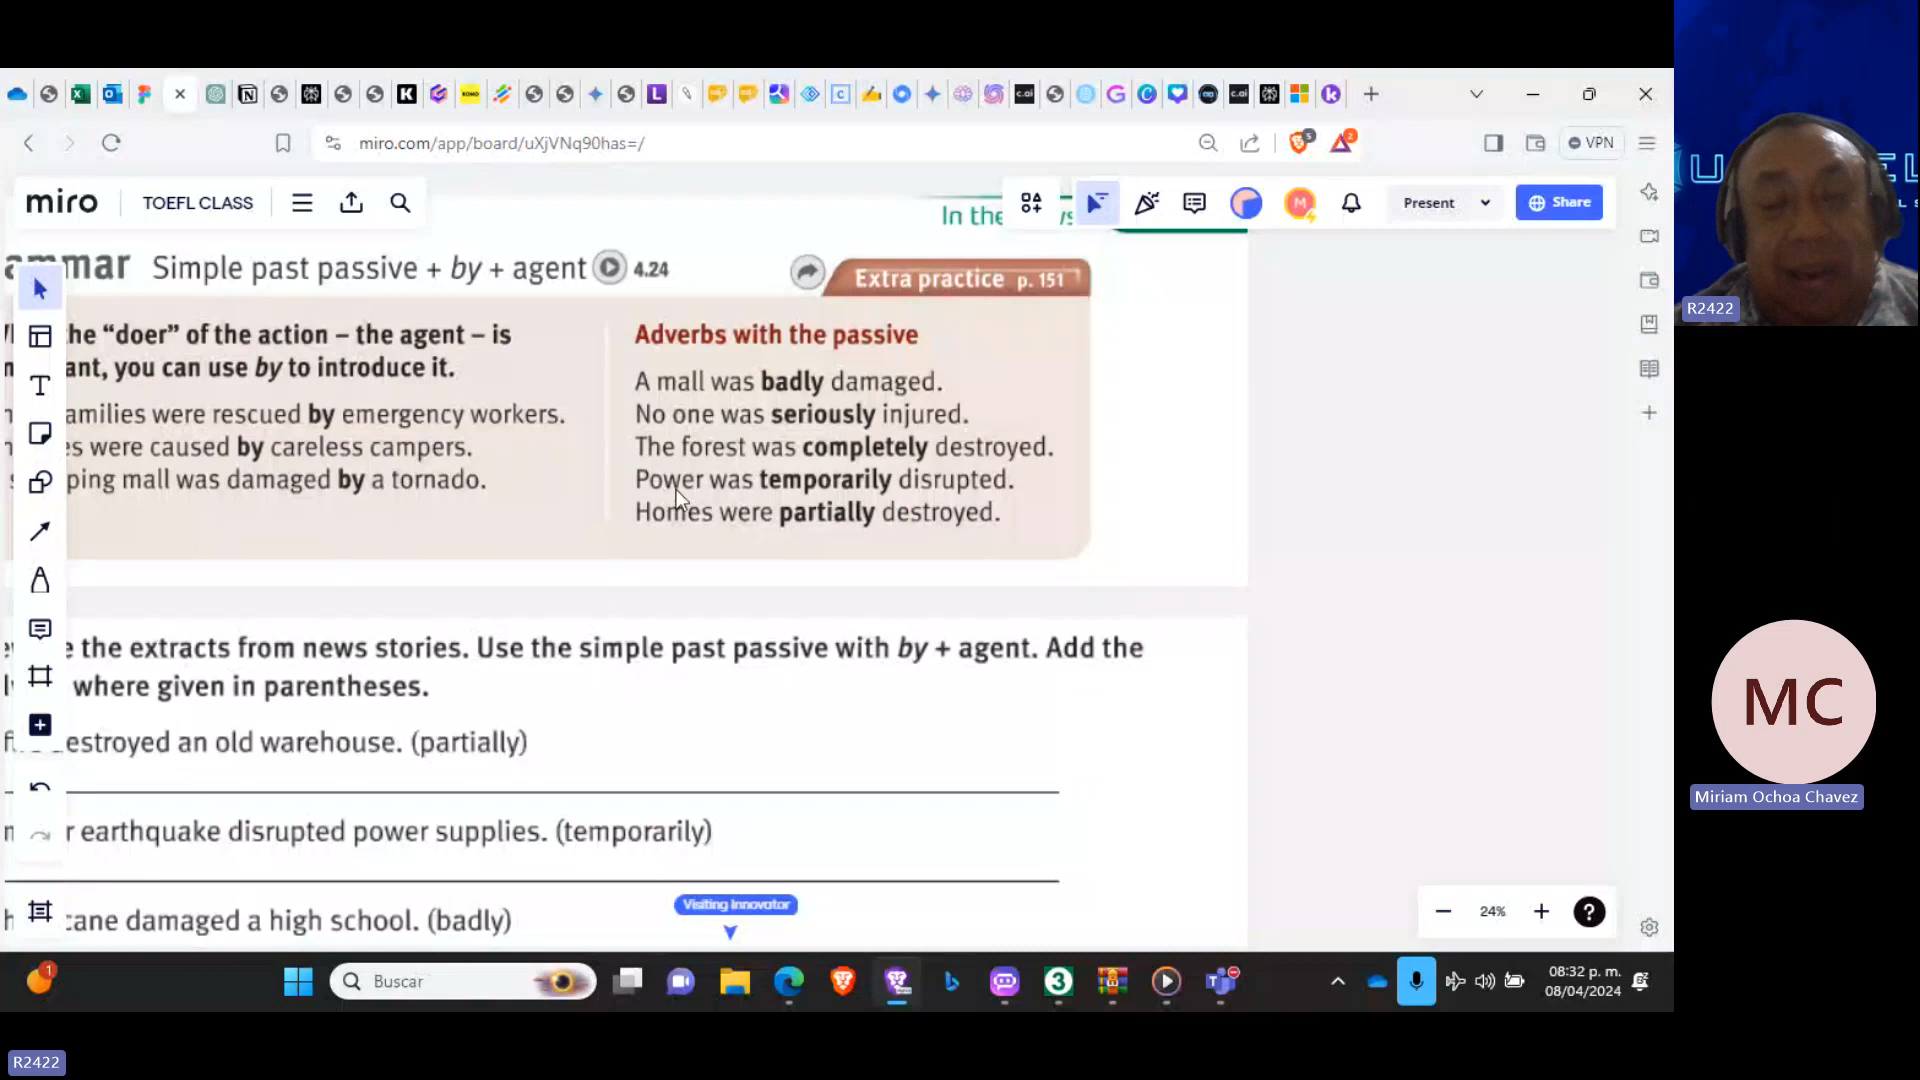 miro.com/app/board/uXjVNq90has=/
VPN
miro
TOEFL CLASS
In the
Present
Share
ammar Simple past passive + by + agent 4.24
Extra practice p. 151
the “doer” of the action – the agent – is
ant, you can use by to introduce it.
amilies were rescued by emergency workers.
s were caused by careless campers.
ping mall was damaged by a tornado.
Adverbs with the passive
A mall was badly damaged.
No one was seriously injured.
The forest was completely destroyed.
Power was temporarily disrupted.
Homes were partially destroyed.
e the extracts from news stories. Use the simple past passive with by + agent. Add the
where given in parentheses.
estroyed an old warehouse. (partially)
r earthquake disrupted power supplies. (temporarily)
cane damaged a high school. (badly)
Visiting Innovator
24%
Buscar
08:32 p. m.
08/04/2024
R2422
MC
Miriam Ochoa Chavez
R2422